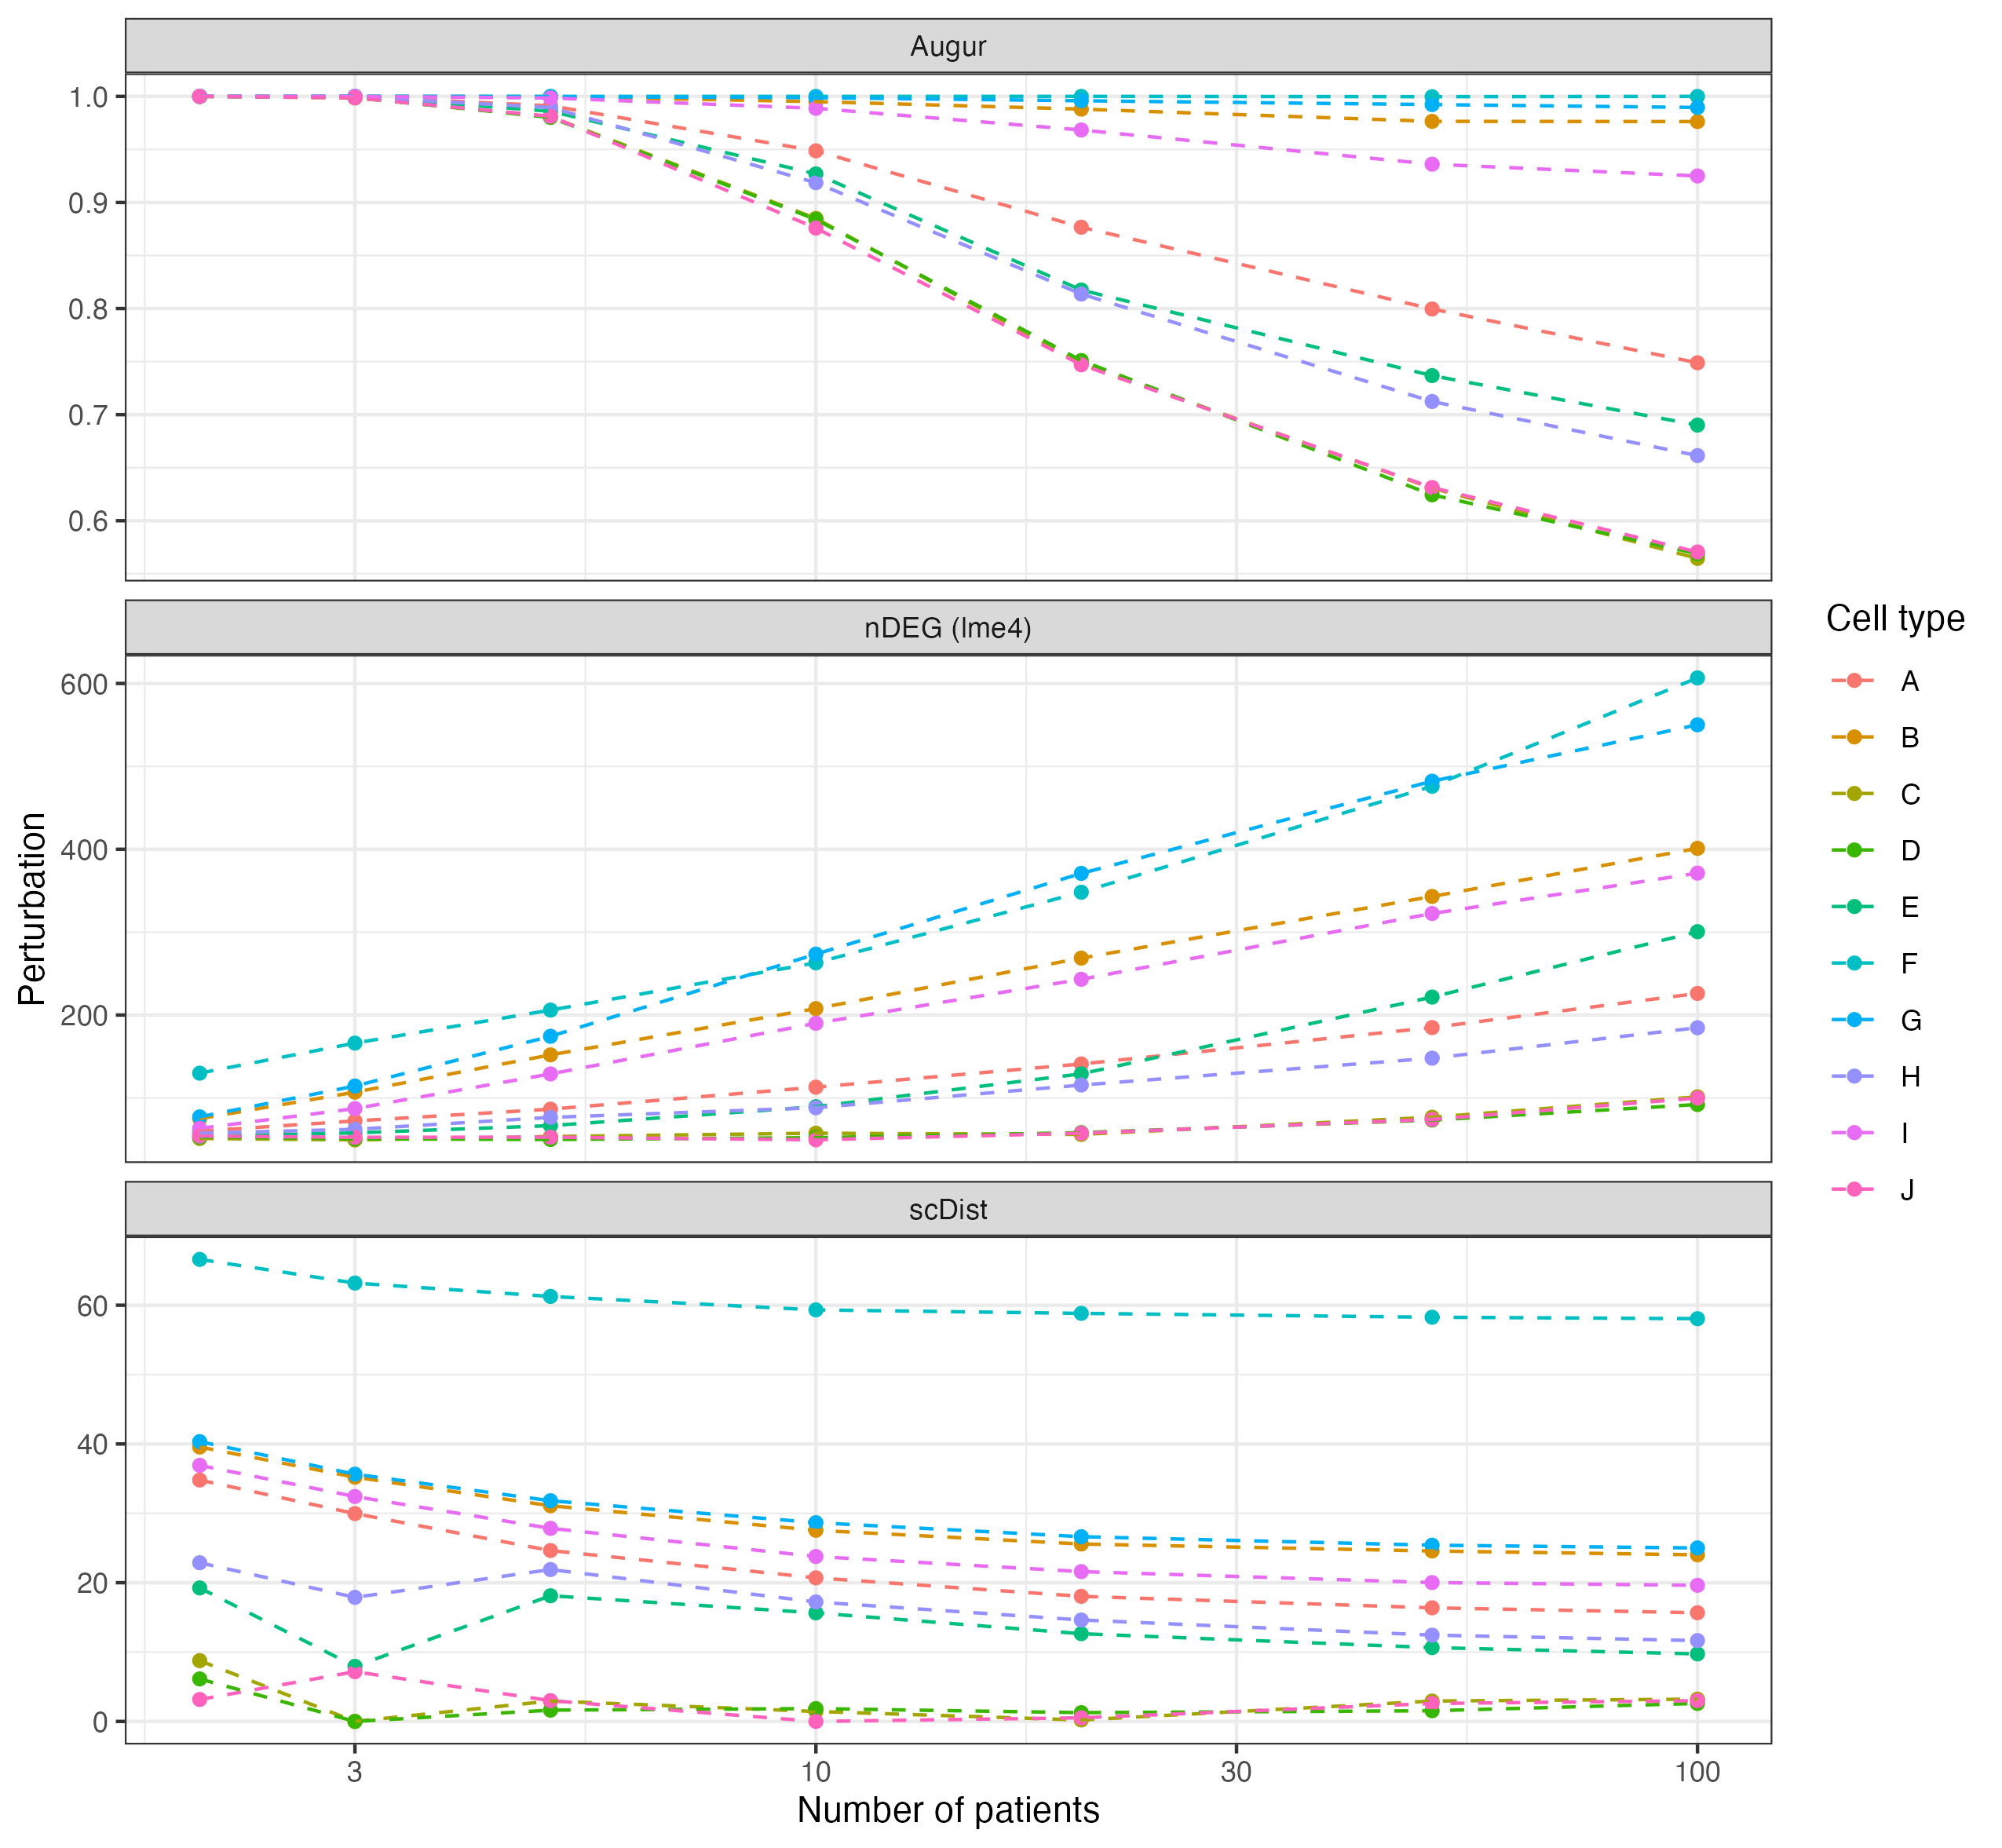 Augur
1.0
0.9
0.8
0.7
0.6
nDEG (lme4)
600
400
200
scDist
60
40
20
0
3
10
30
100
Number of patients
Perturbation
Cell type
A
B
C
D
E
F
G
H
I
J